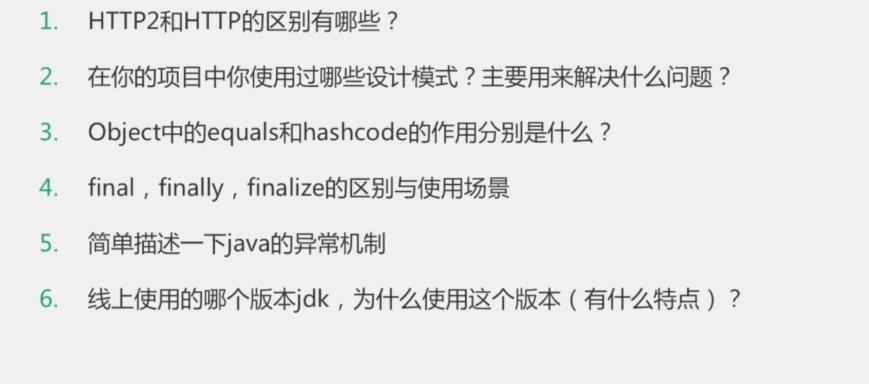 1. HTTP2和HTTP的区别有哪些？
2. 在你的项目中你使用过哪些设计模式？主要用来解决什么问题？
3. Object中的equals和hashcode的作用分别是什么？
4. final，finally，finalize的区别与使用场景
5. 简单描述一下java的异常机制
6. 线上使用的哪个版本jdk，为什么使用这个版本（有什么特点）？